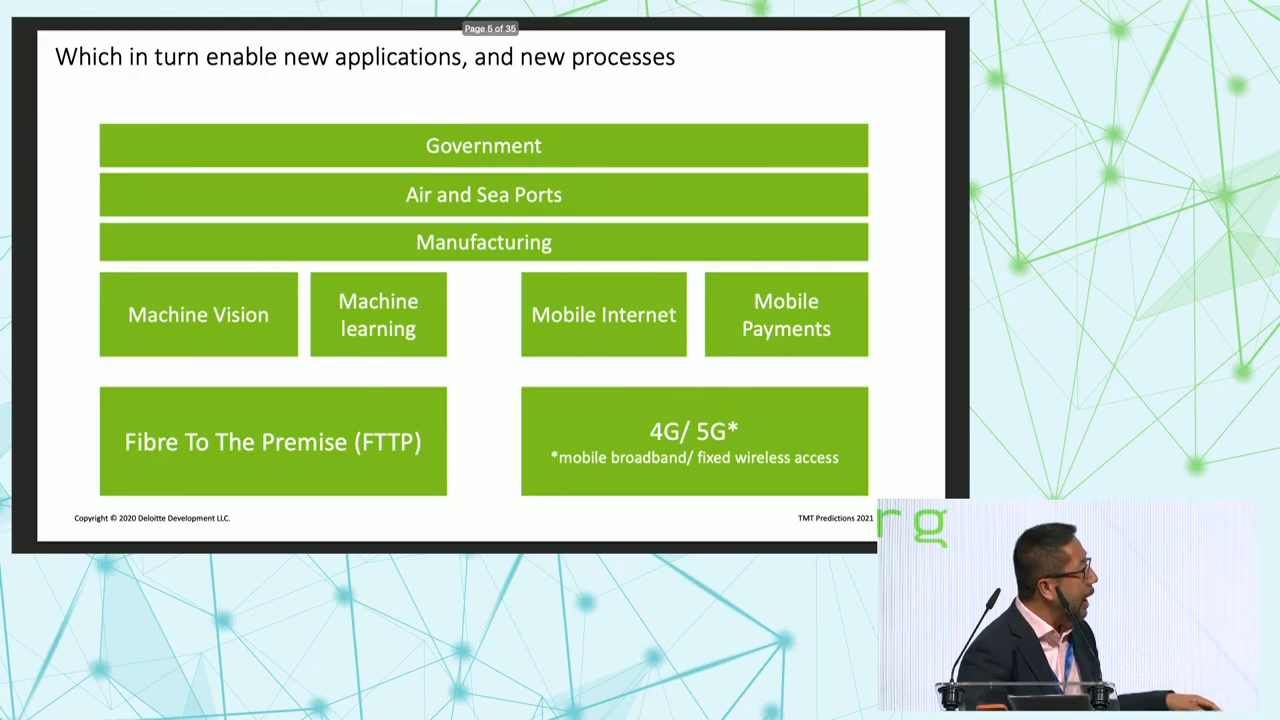 Page 5 of 35
Which in turn enable new applications, and new processes
Government
Air and Sea Ports
Manufacturing
Machine Vision
Machine
learning
Mobile Internet
Mobile
Payments
Fibre To The Premise (FTTP)
4G/ 5G*
*mobile broadband/ fixed wireless access
Copyright © 2020 Deloitte Development LLC.
TMT Predictions 2021
rg